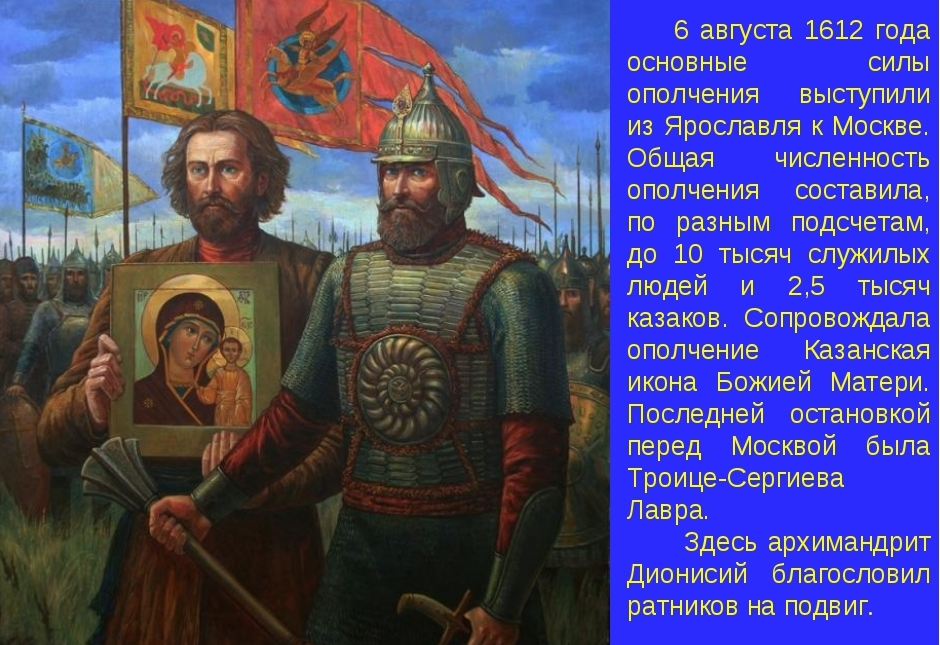 6 августа 1612 года
основные силы
ополчения выступили
из Ярославля к Москве.
Общая численность
ополчения составила,
по разным подсчетам,
до 10 тысяч служилых
людей и 2,5 тысяч
казаков. Сопровождала
ополчение Казанская
икона Божией Матери.
Последней остановкой
перед Москвой была
Троице-Сергиева
Лавра.
Здесь архимандрит
Дионисий благословил
ратников на подвиг.